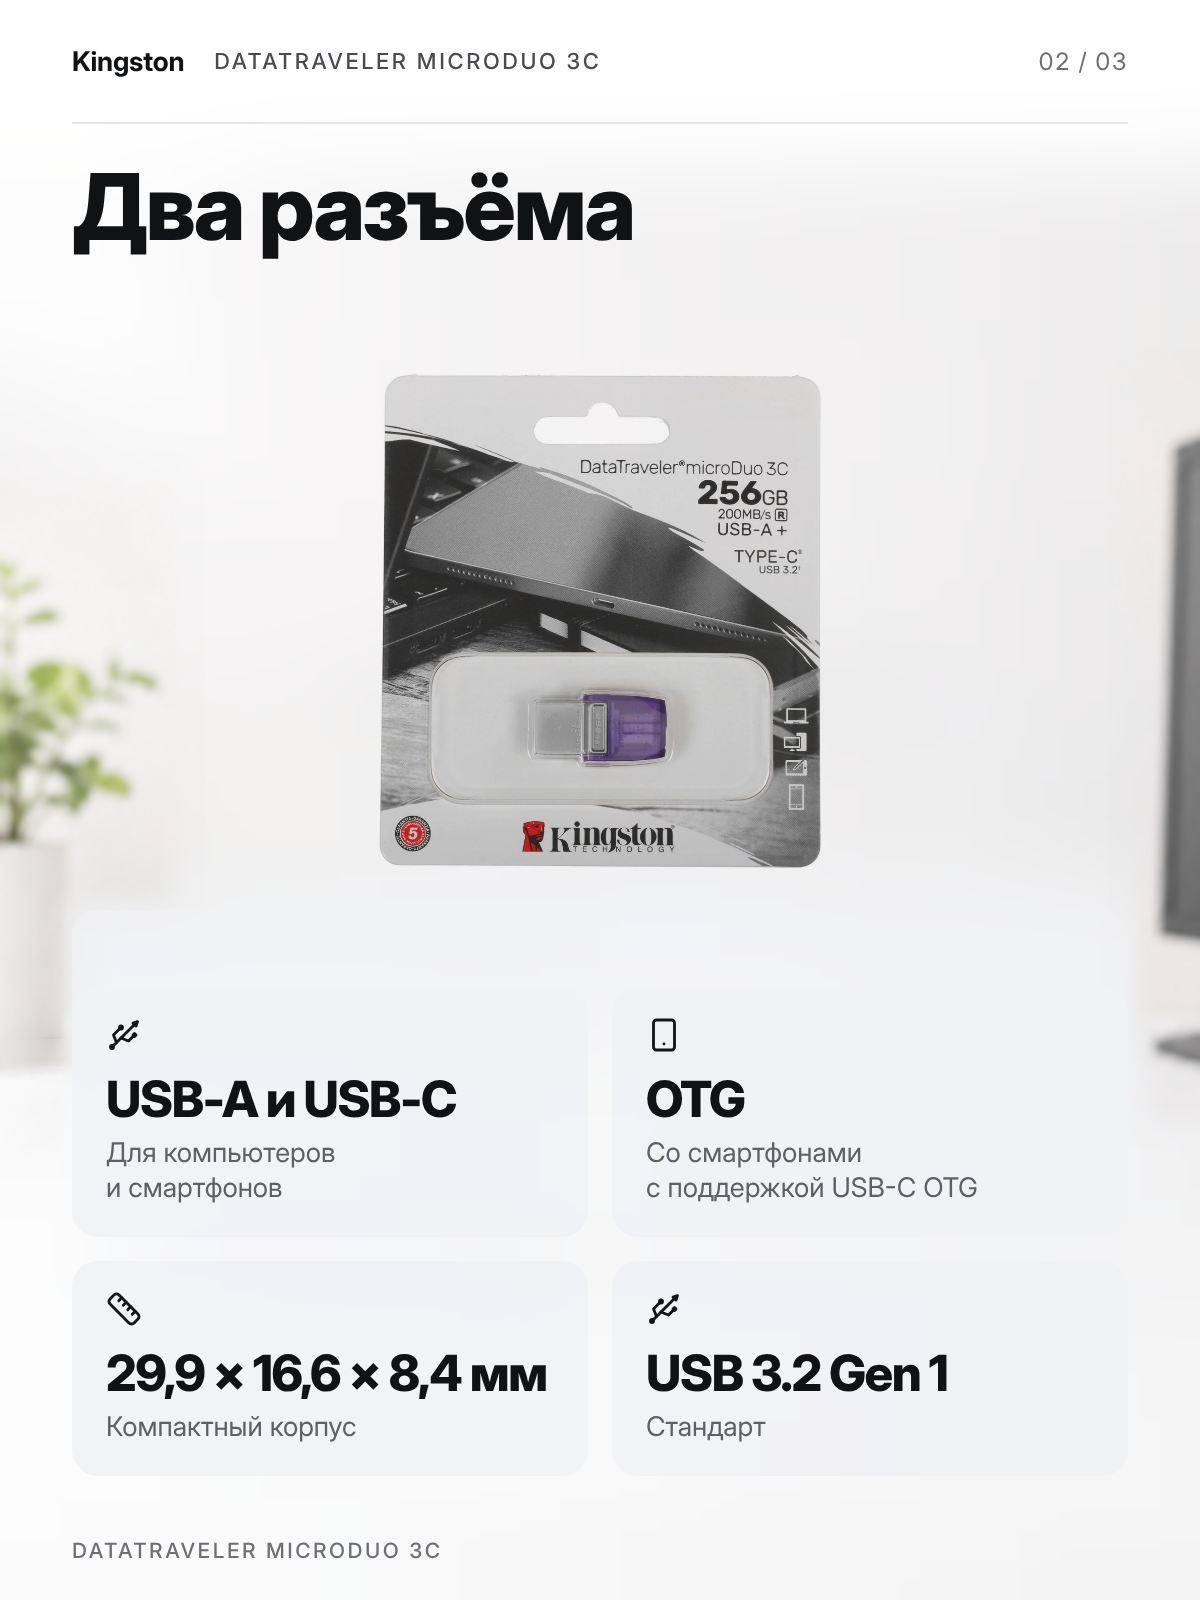 Kingston DATATRAVELER MICRODUO 3C 02 / 03
Два разъёма
DataTraveler®microDuo 3C
256GB
200MB/s R
USB-A +
TYPE-C®
USB 3.2¹
5
Kingston
TECHNOLOGY
USB-A и USB-C
Для компьютеров
и смартфонов
OTG
Со смартфонами
с поддержкой USB-C OTG
29,9 × 16,6 × 8,4 мм
Компактный корпус
USB 3.2 Gen 1
Стандарт
DATATRAVELER MICRODUO 3C